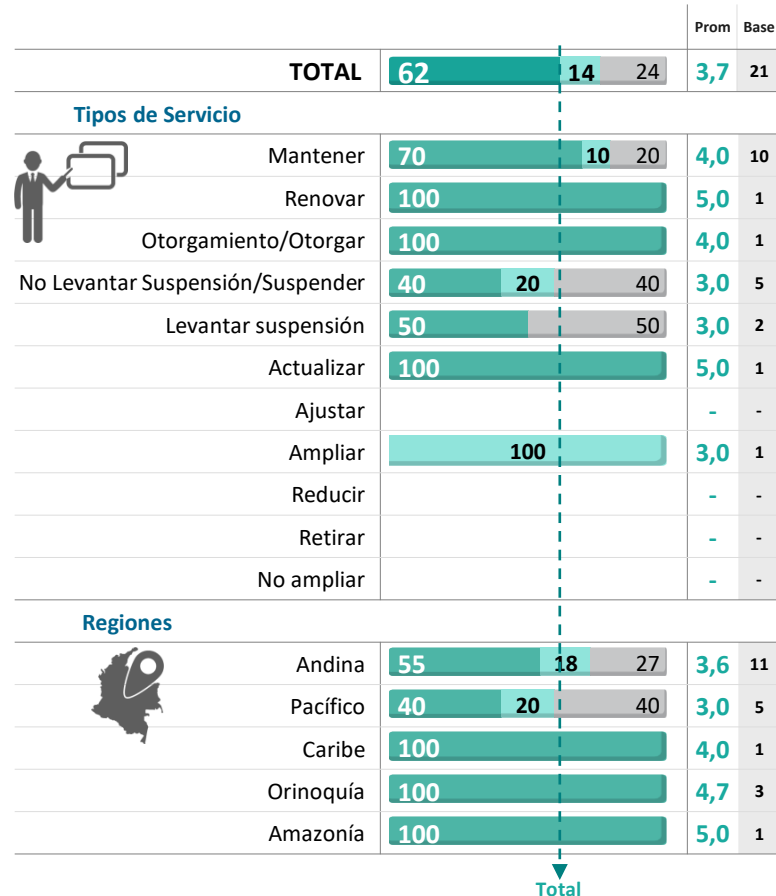 Prom Base
TOTAL 62 14 24 3,7 21
Tipos de Servicio
Mantener 70 10 20 4,0 10
Renovar 100 5,0 1
Otorgamiento/Otorgar 100 4,0 1
No Levantar Suspensión/Suspender 40 20 40 3,0 5
Levantar suspensión 50 50 3,0 2
Actualizar 100 5,0 1
Ajustar - -
Ampliar 100 3,0 1
Reducir - -
Retirar - -
No ampliar - -
Regiones
Andina 55 18 27 3,6 11
Pacífico 40 20 40 3,0 5
Caribe 100 4,0 1
Orinoquía 100 4,7 3
Amazonía 100 5,0 1
Total